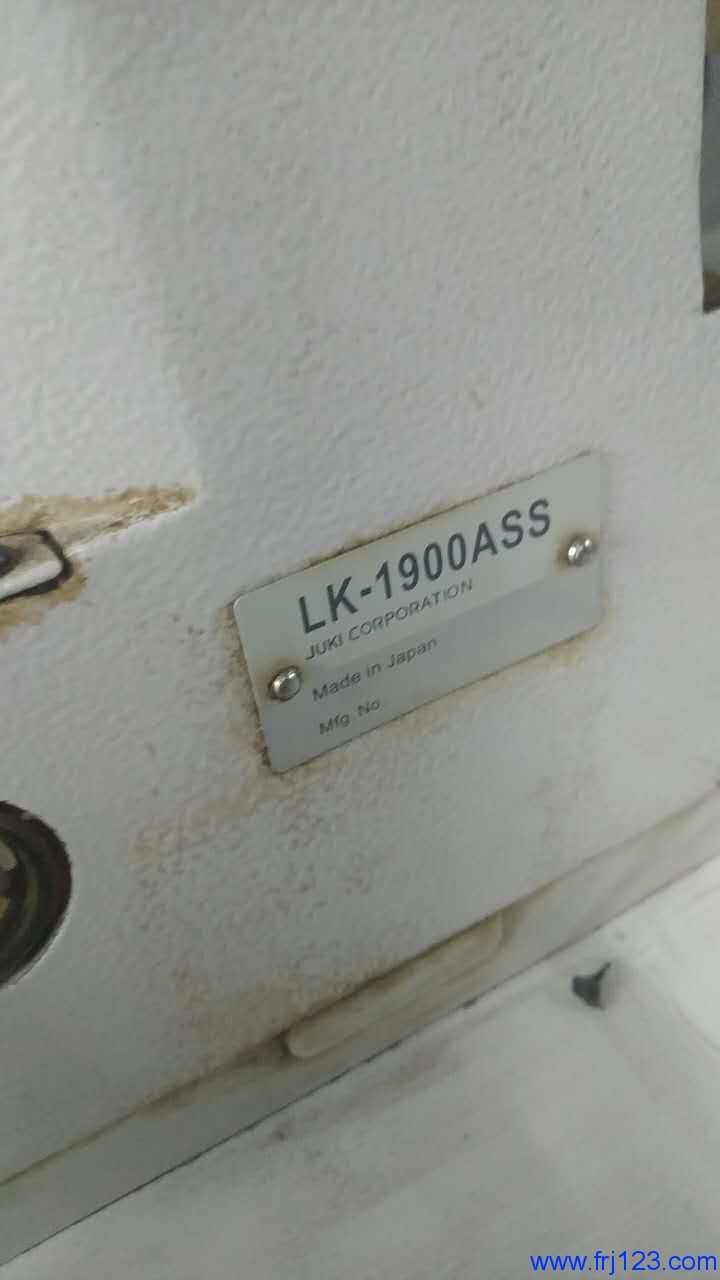 LK-1900ASS
JUKI CORPORATION
Made in Japan
Mfg. No.
www.frj123.com